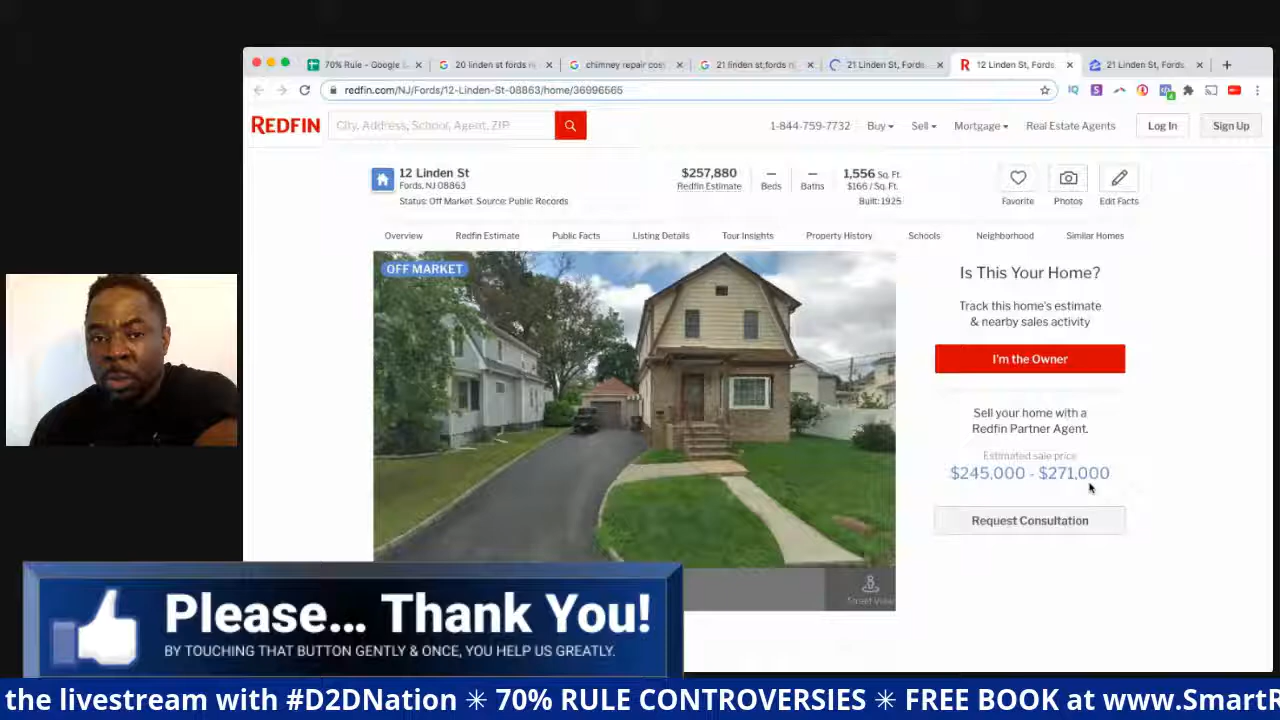 70% Rule - Google
20 linden st fords
chimney repair cos
21 linden st,fords n
21 Linden St, Fords
12 Linden St, Fords,
21 Linden St, Fords
redfin.com/NJ/Fords/12-Linden-St-08863/home/36996565
REDFIN
City, Address, School, Agent, ZIP
1-844-759-7732
Buy
Sell
Mortgage
Real Estate Agents
Log In
Sign Up
12 Linden St
Fords, NJ 08863
Status: Off Market Source: Public Records
$257,880
Redfin Estimate
—
Beds
—
Baths
1,556 Sq. Ft.
$166 / Sq. Ft.
Built: 1925
Favorite
Photos
Edit Facts
Overview
Redfin Estimate
Public Facts
Listing Details
Tour Insights
Property History
Schools
Neighborhood
Similar Homes
OFF MARKET
Is This Your Home?
Track this home's estimate
& nearby sales activity
I'm the Owner
Sell your home with a
Redfin Partner Agent.
Estimated sale price
$245,000 - $271,000
Request Consultation
Street View
Please... Thank You!
BY TOUCHING THAT BUTTON GENTLY & ONCE, YOU HELP US GREATLY.
the livestream with #D2DNation ✳ 70% RULE CONTROVERSIES ✳ FREE BOOK at www.SmartR